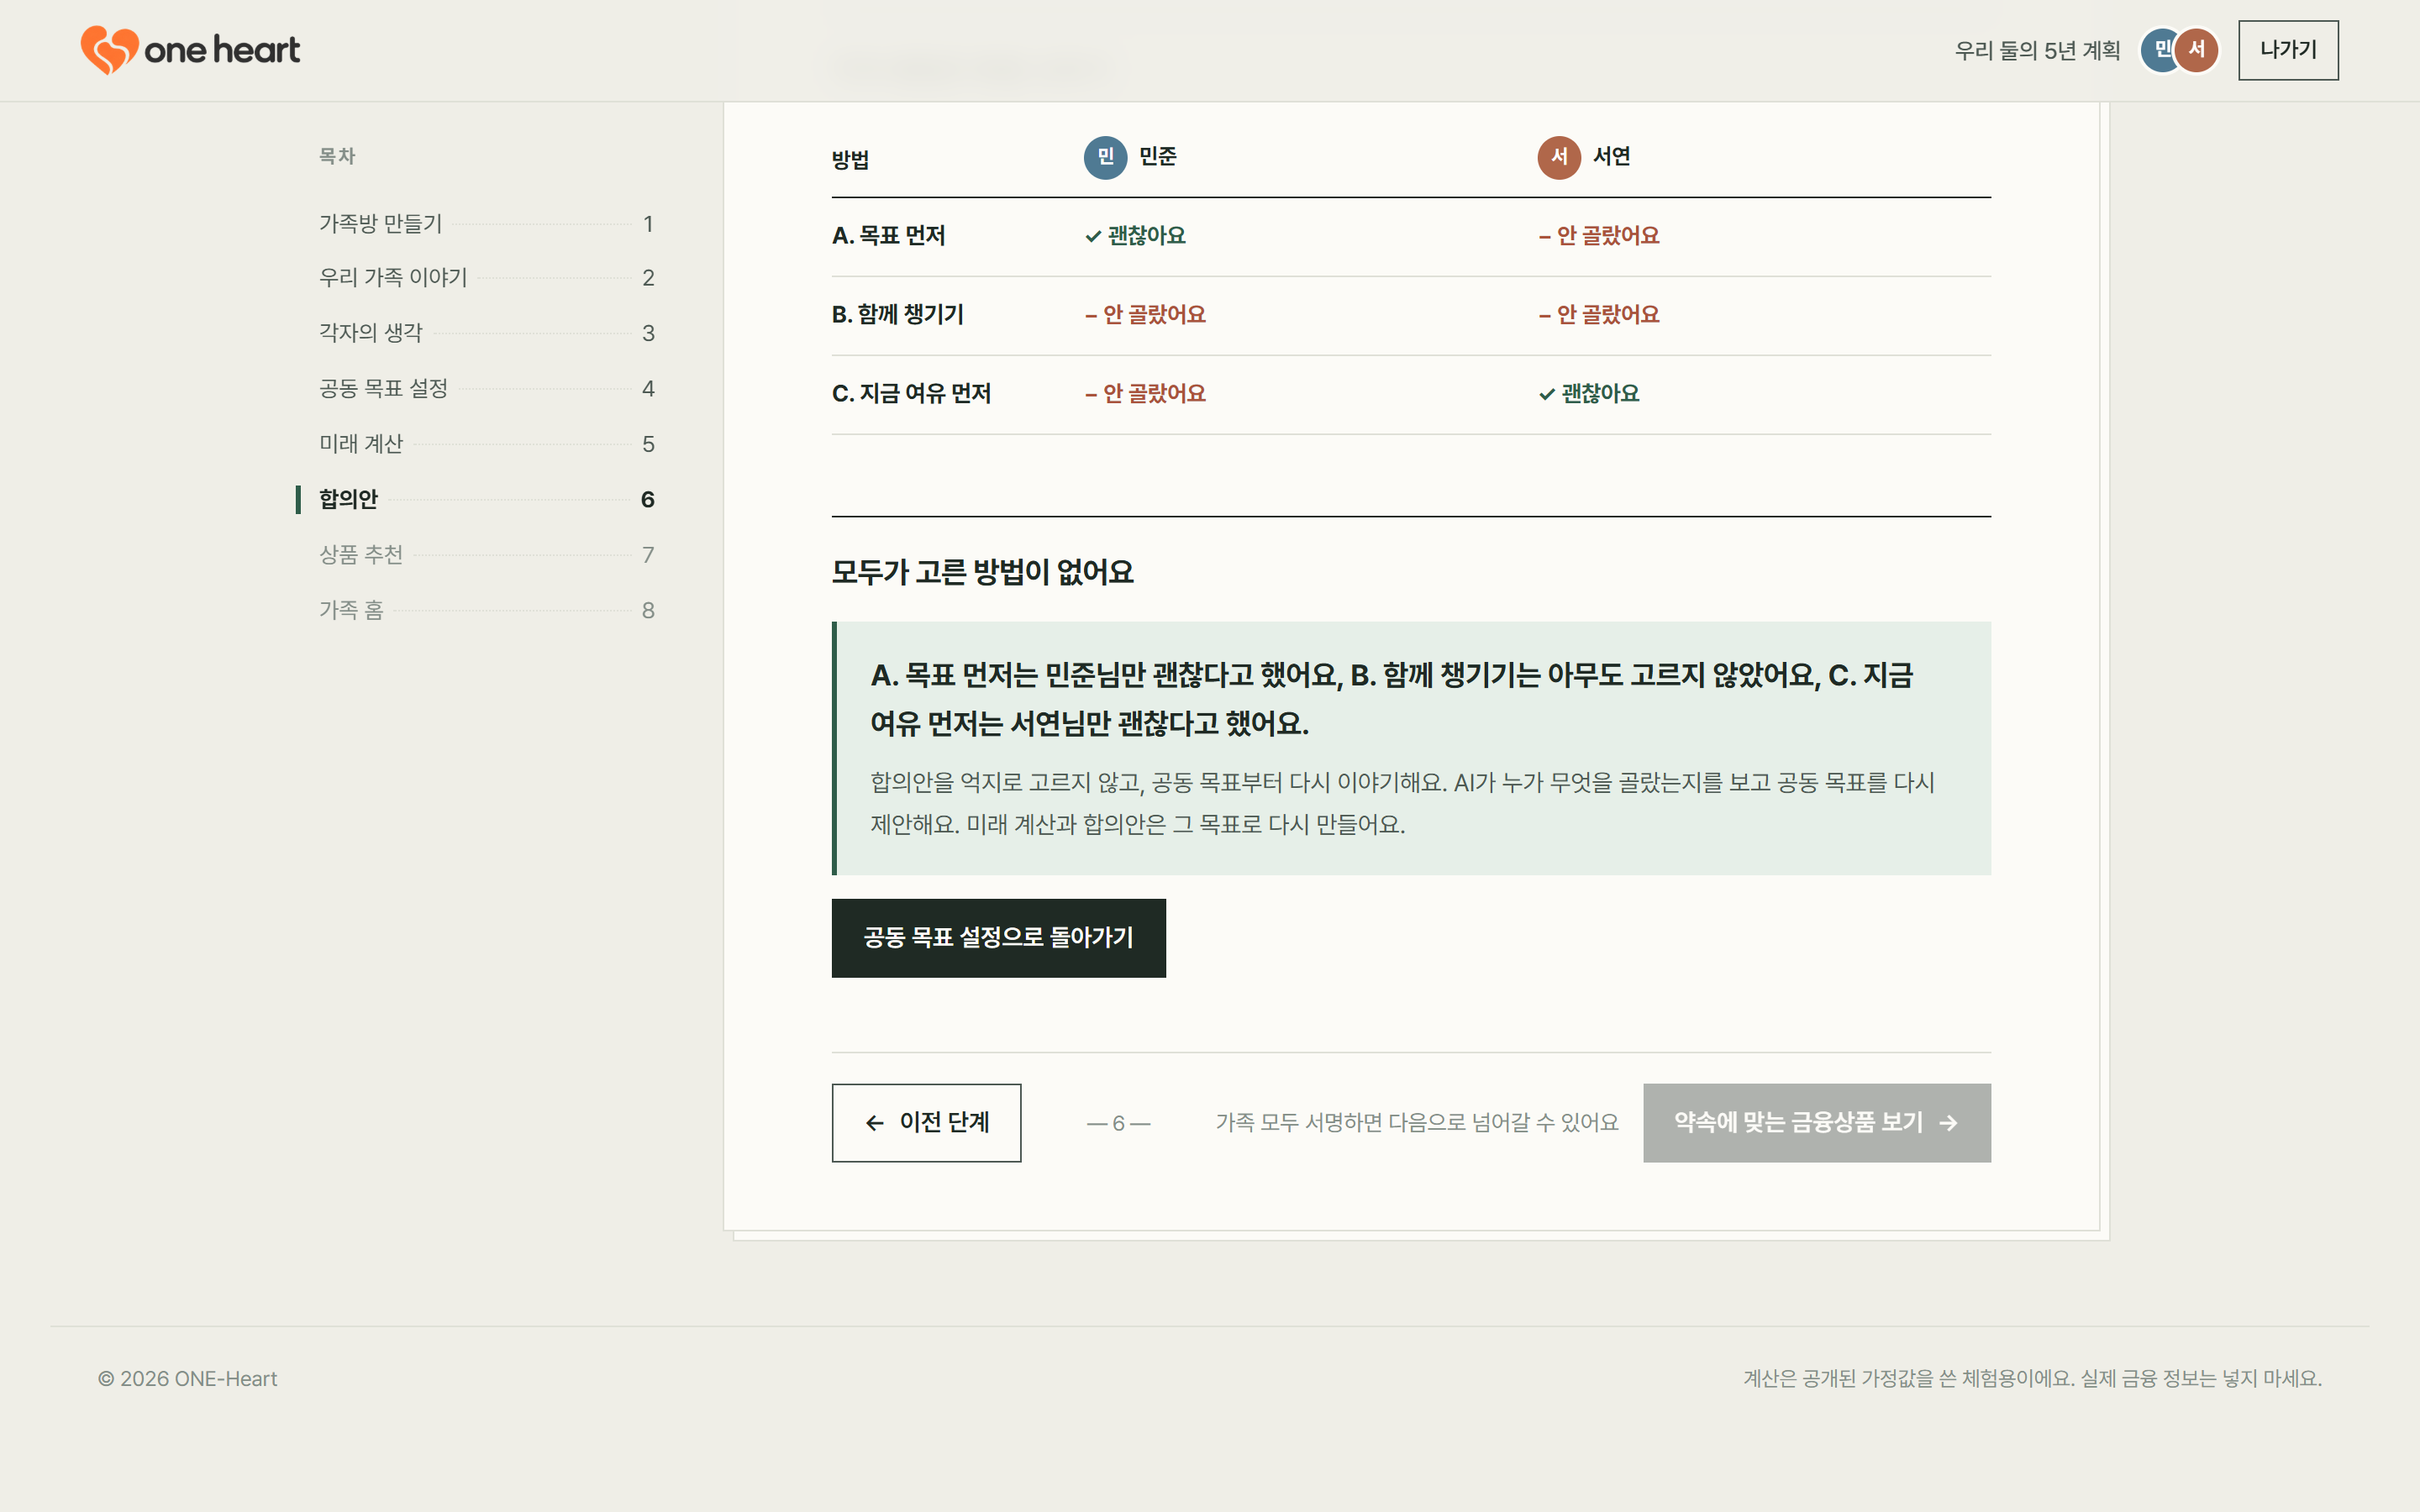 one heart
우리 둘의 5년 계획
민
서
나가기
목차
가족방 만들기 1
우리 가족 이야기 2
각자의 생각 3
공동 목표 설정 4
미래 계산 5
합의안 6
상품 추천 7
가족 홈 8
방법 민 민준 서 서연
A. 목표 먼저 ✓ 괜찮아요 – 안 골랐어요
B. 함께 챙기기 – 안 골랐어요 – 안 골랐어요
C. 지금 여유 먼저 – 안 골랐어요 ✓ 괜찮아요
모두가 고른 방법이 없어요
A. 목표 먼저는 민준님만 괜찮다고 했어요, B. 함께 챙기기는 아무도 고르지 않았어요, C. 지금
여유 먼저는 서연님만 괜찮다고 했어요.
합의안을 억지로 고르지 않고, 공동 목표부터 다시 이야기해요. AI가 누가 무엇을 골랐는지를 보고 공동 목표를 다시
제안해요. 미래 계산과 합의안은 그 목표로 다시 만들어요.
공동 목표 설정으로 돌아가기
← 이전 단계 — 6 — 가족 모두 서명하면 다음으로 넘어갈 수 있어요 약속에 맞는 금융상품 보기 →
© 2026 ONE-Heart
계산은 공개된 가정값을 쓴 체험용이에요. 실제 금융 정보는 넣지 마세요.